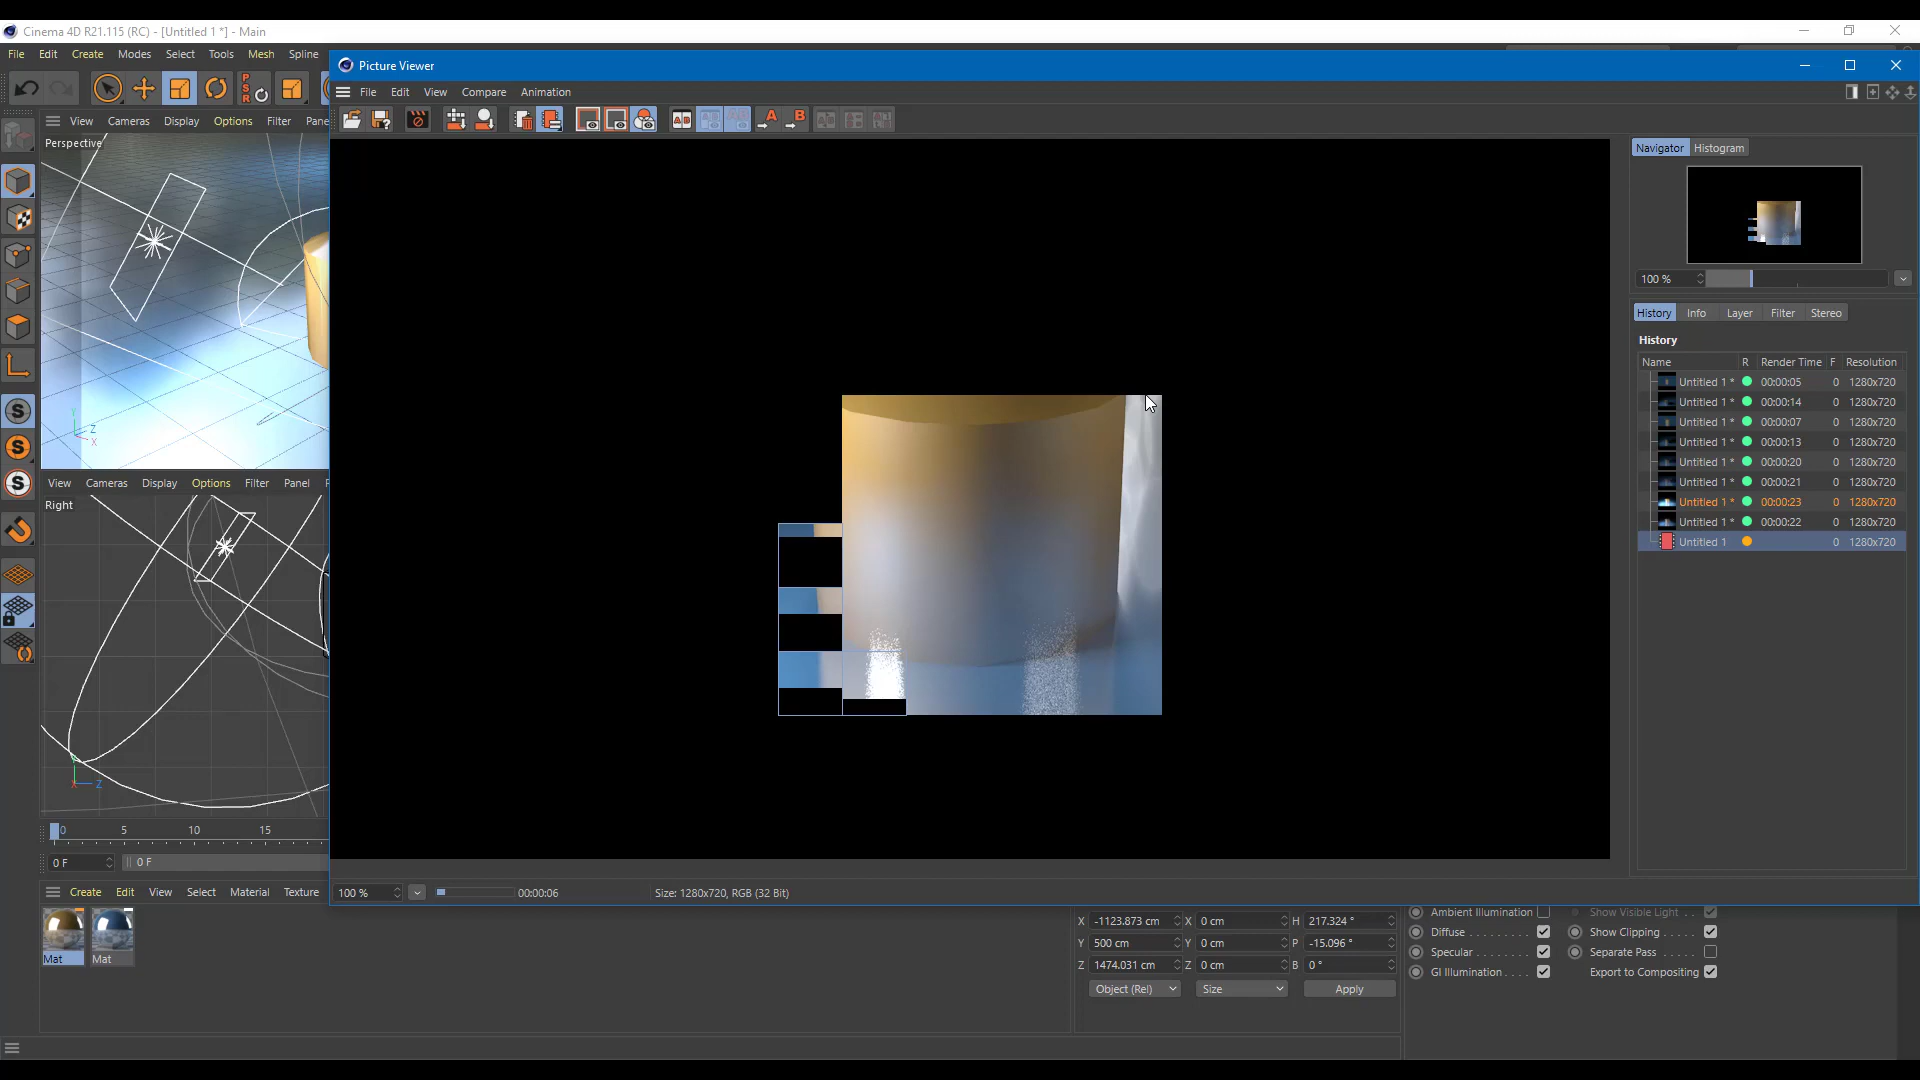 Cinema 4D R21.115 (RC) - [Untitled 1 *] - Main
File Edit Create Modes Select Tools Mesh Spline
Picture Viewer
File Edit View Compare Animation
View Cameras Display Options Filter Pane
Perspective
Navigator Histogram
100 %
History Info Layer Filter Stereo
History
Name R Render Time F Resolution
Untitled 1 * 00:00:05 0 1280x720
Untitled 1 * 00:00:14 0 1280x720
Untitled 1 * 00:00:07 0 1280x720
Untitled 1 * 00:00:13 0 1280x720
Untitled 1 * 00:00:20 0 1280x720
Untitled 1 * 00:00:21 0 1280x720
Untitled 1 * 00:00:23 0 1280x720
Untitled 1 * 00:00:22 0 1280x720
Untitled 1 0 1280x720
Y Z X
View Cameras Display Options Filter Panel
Right
X Z
0 5 10 15
0 F 0 F
100 % 00:00:06 Size: 1280x720, RGB (32 Bit)
Create Edit View Select Material Texture
Mat Mat
X -1123.873 cm X 0 cm H 217.324 °
Y 500 cm Y 0 cm P -15.096 °
Z 1474.031 cm Z 0 cm B 0 °
Object (Rel) Size Apply
Ambient Illumination Show Visible Light . .
Diffuse . . . . . . . . Show Clipping . . . . .
Specular . . . . . . . Separate Pass . . . . .
GI Illumination . . . . Export to Compositing